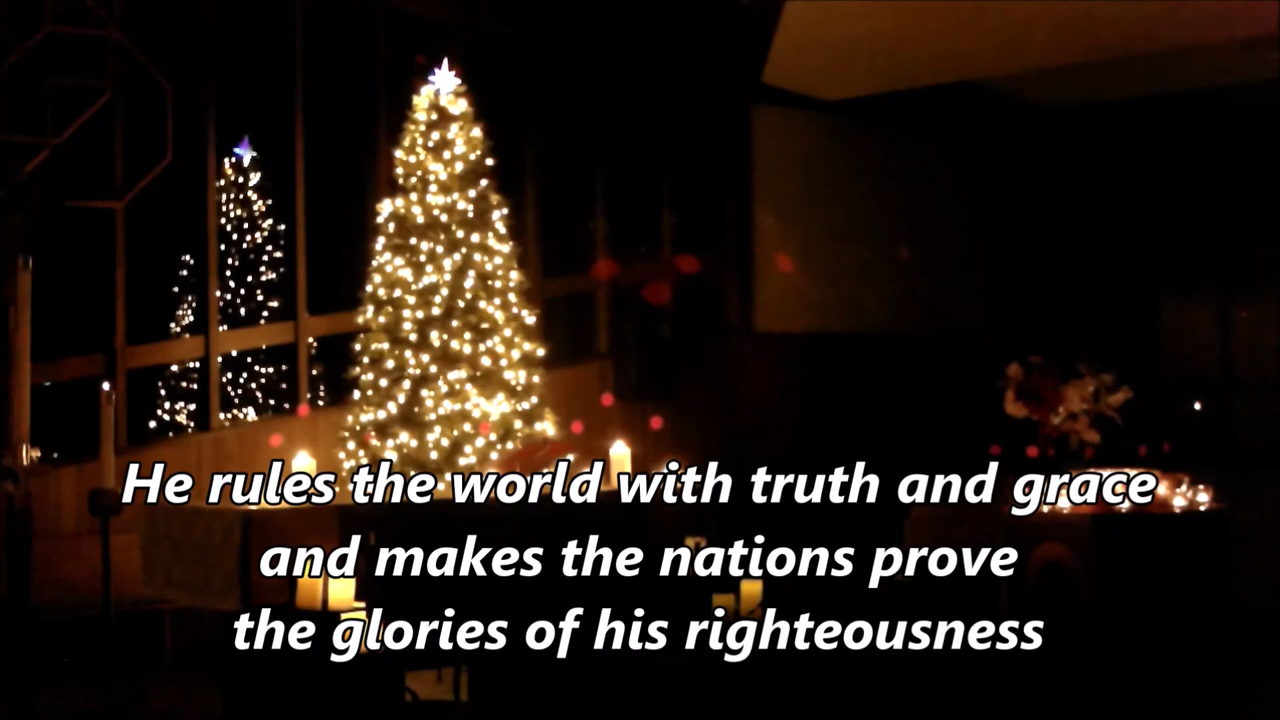 He rules the world with truth and grace
and makes the nations prove
the glories of his righteousness